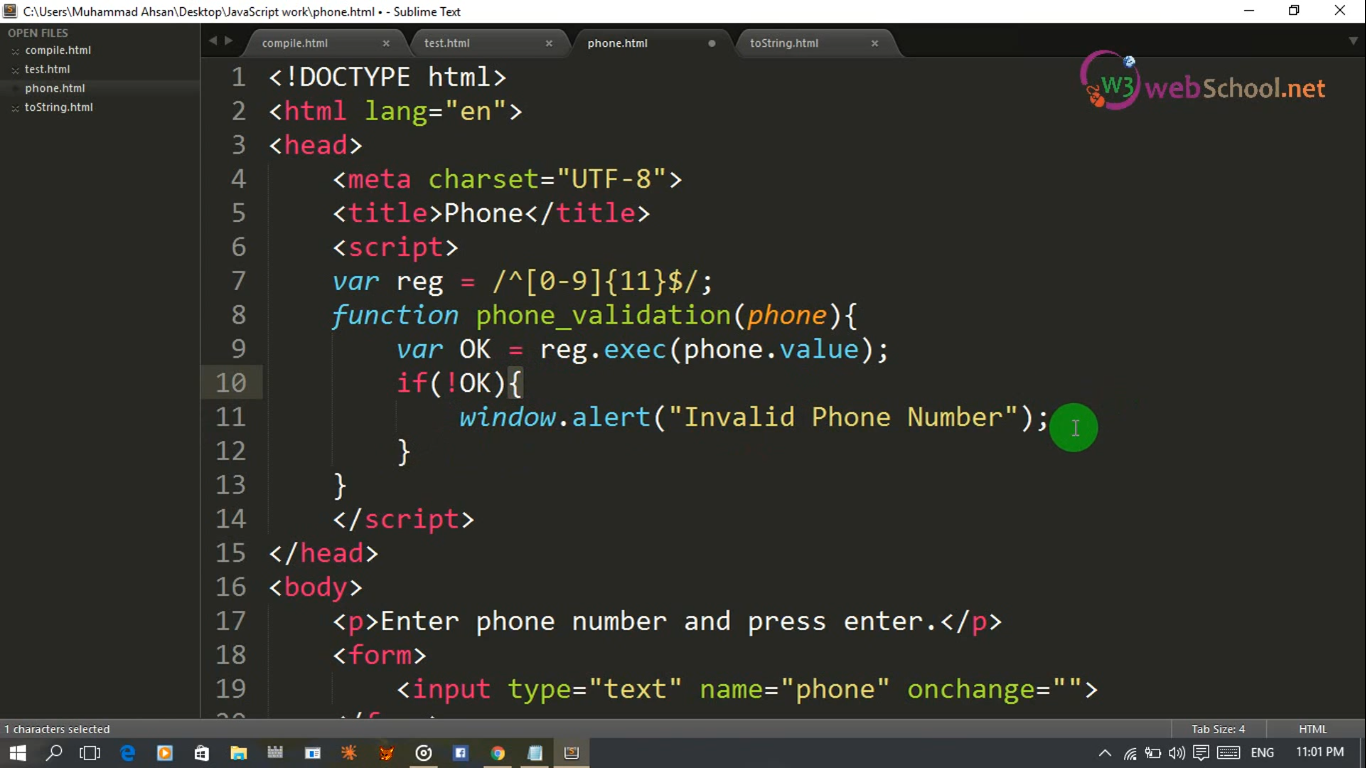 C:\Users\Muhammad Ahsan\Desktop\JavaScript work\phone.html • - Sublime Text
OPEN FILES
compile.html
test.html
phone.html
toString.html
compile.html × test.html × phone.html toString.html ×
W3 webSchool.net
1 <!DOCTYPE html>
2 <html lang="en">
3 <head>
4 <meta charset="UTF-8">
5 <title>Phone</title>
6 <script>
7 var reg = /^[0-9]{11}$/;
8 function phone_validation(phone){
9 var OK = reg.exec(phone.value);
10 if(!OK){
11 window.alert("Invalid Phone Number");
12 }
13 }
14 </script>
15 </head>
16 <body>
17 <p>Enter phone number and press enter.</p>
18 <form>
19 <input type="text" name="phone" onchange="">
1 characters selected
Tab Size: 4
HTML
ENG
11:01 PM